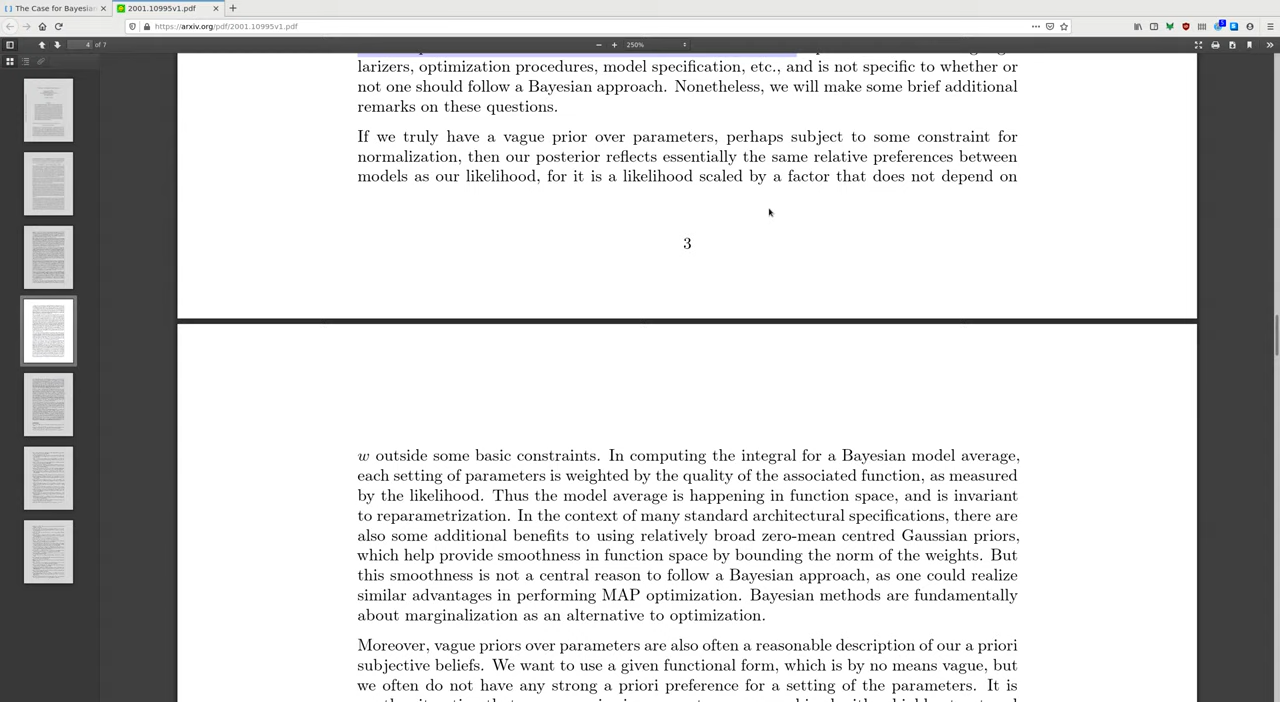 The Case for Bayesian
2001.10995v1.pdf
https://arxiv.org/pdf/2001.10995v1.pdf
4 of 7
250%
larizers, optimization procedures, model specification, etc., and is not specific to whether or
not one should follow a Bayesian approach. Nonetheless, we will make some brief additional
remarks on these questions.
If we truly have a vague prior over parameters, perhaps subject to some constraint for
normalization, then our posterior reflects essentially the same relative preferences between
models as our likelihood, for it is a likelihood scaled by a factor that does not depend on
3
w outside some basic constraints. In computing the integral for a Bayesian model average,
each setting of parameters is weighted by the quality of the associated function, as measured
by the likelihood. Thus the model average is happening in function space, and is invariant
to reparametrization. In the context of many standard architectural specifications, there are
also some additional benefits to using relatively broad zero-mean centred Gaussian priors,
which help provide smoothness in function space by bounding the norm of the weights. But
this smoothness is not a central reason to follow a Bayesian approach, as one could realize
similar advantages in performing MAP optimization. Bayesian methods are fundamentally
about marginalization as an alternative to optimization.
Moreover, vague priors over parameters are also often a reasonable description of our a priori
subjective beliefs. We want to use a given functional form, which is by no means vague, but
we often do not have any strong a priori preference for a setting of the parameters. It is